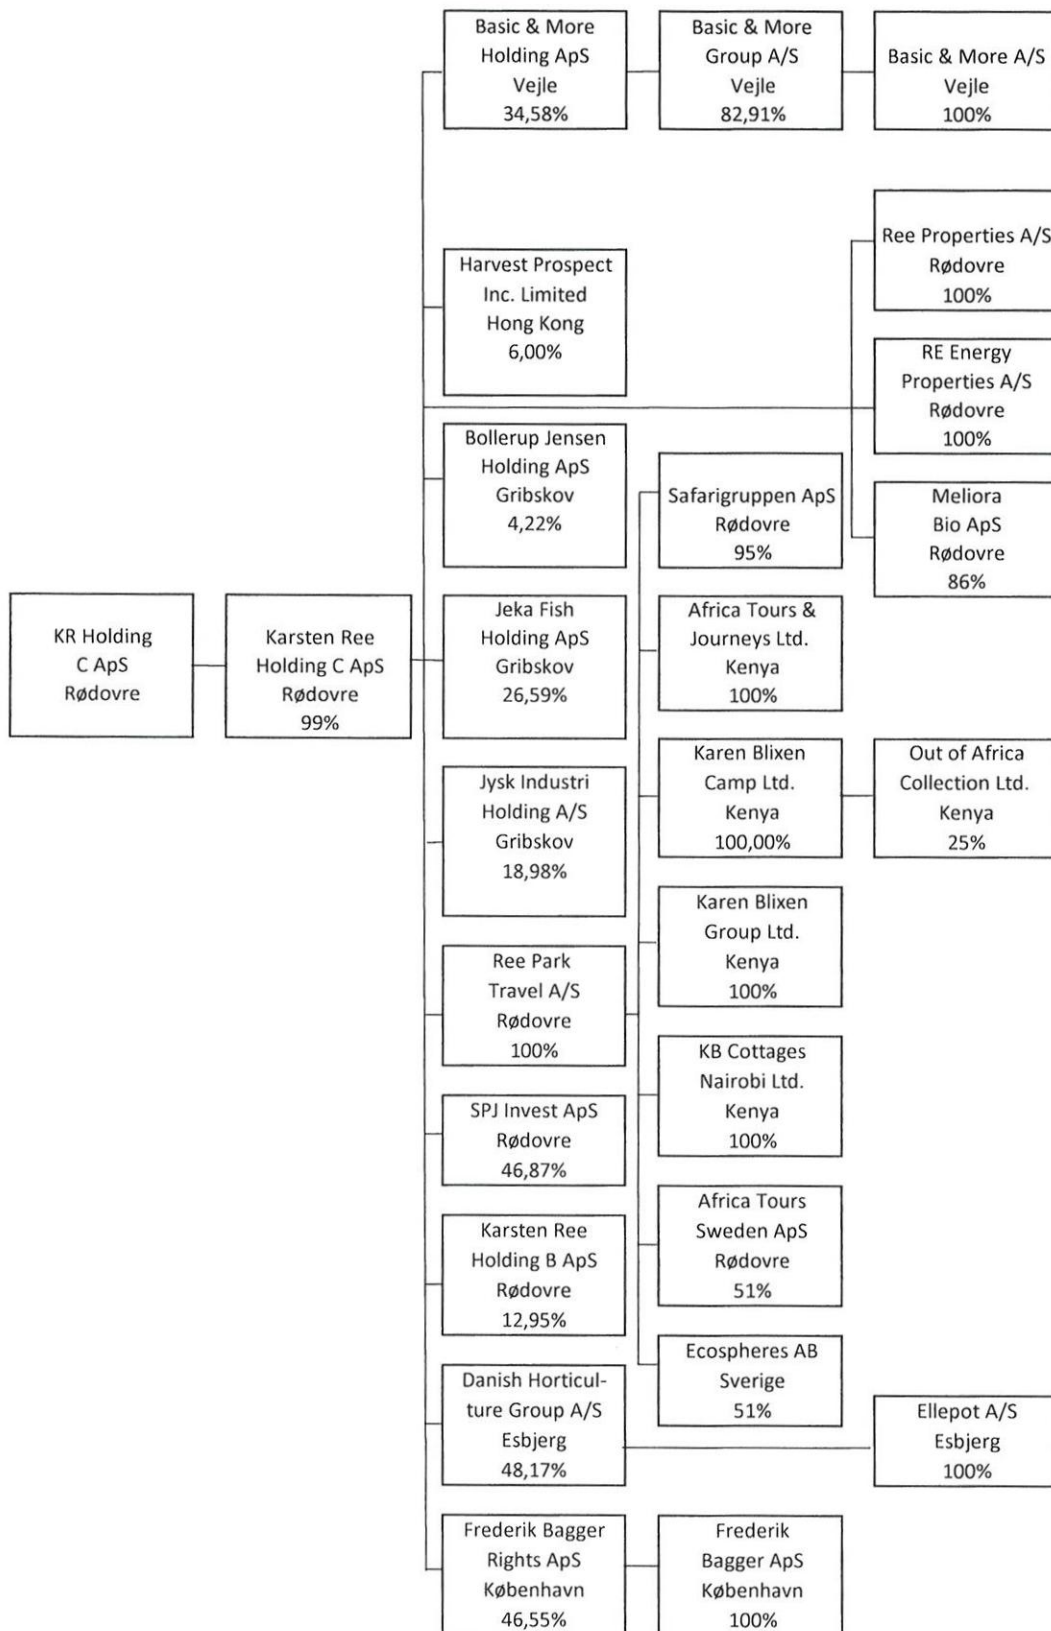 Basic & More
Holding ApS
Vejle
34,58%
Basic & More
Group A/S
Vejle
82,91%
Basic & More A/S
Vejle
100%
Ree Properties A/S
Rødovre
100%
Harvest Prospect
Inc. Limited
Hong Kong
6,00%
RE Energy
Properties A/S
Rødovre
100%
Bollerup Jensen
Holding ApS
Gribskov
4,22%
Safarigruppen ApS
Rødovre
95%
Meliora
Bio ApS
Rødovre
86%
KR Holding
C ApS
Rødovre
Karsten Ree
Holding C ApS
Rødovre
99%
Jeka Fish
Holding ApS
Gribskov
26,59%
Africa Tours &
Journeys Ltd.
Kenya
100%
Jysk Industri
Holding A/S
Gribskov
18,98%
Karen Blixen
Camp Ltd.
Kenya
100,00%
Out of Africa
Collection Ltd.
Kenya
25%
Karen Blixen
Group Ltd.
Kenya
100%
Ree Park
Travel A/S
Rødovre
100%
KB Cottages
Nairobi Ltd.
Kenya
100%
SPJ Invest ApS
Rødovre
46,87%
Africa Tours
Sweden ApS
Rødovre
51%
Karsten Ree
Holding B ApS
Rødovre
12,95%
Ecospheres AB
Sverige
51%
Danish Horticul-
ture Group A/S
Esbjerg
48,17%
Ellepot A/S
Esbjerg
100%
Frederik Bagger
Rights ApS
København
46,55%
Frederik
Bagger ApS
København
100%